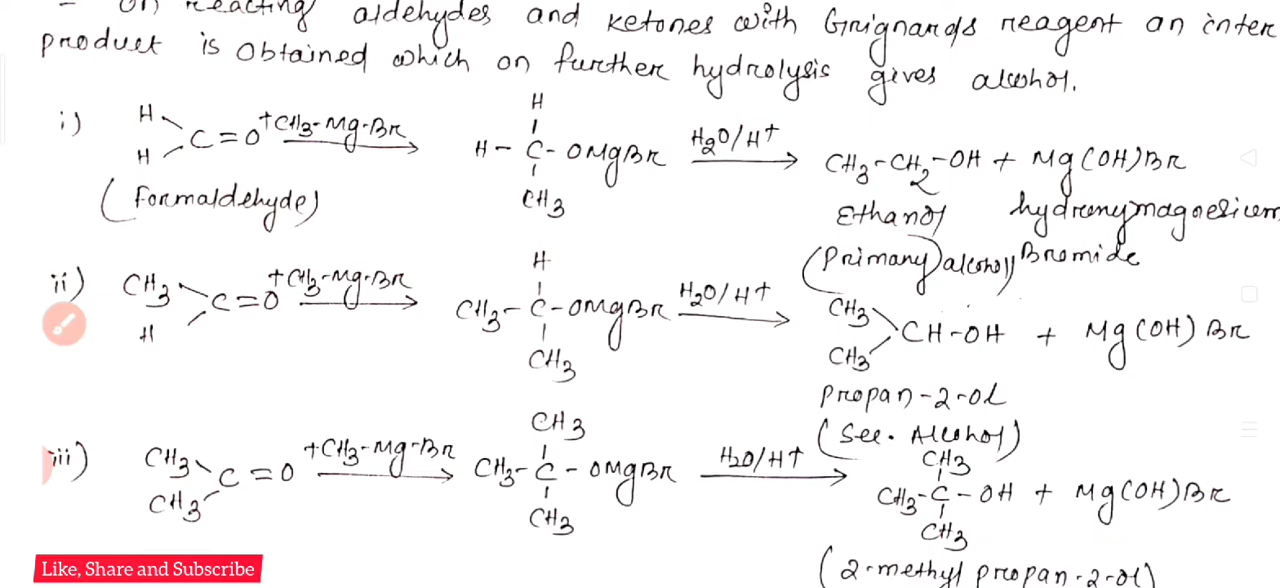 - On reacting aldehydes and ketones with Grignards reagent an inter
product is obtained which on further hydrolysis gives alcohol.
i) H H C=O +CH3-Mg-Br → H H-C-OMgBr CH3 H2O/H+ → CH3-CH2-OH + Mg(OH)Br
(Formaldehyde) Ethanol hydroxymagnesium
(Primary) alcohol Bromide
ii) CH3 H C=O +CH3-Mg-Br → H CH3-C-OMgBr CH3 H2O/H+ → CH3 CH3 CH-OH + Mg(OH)Br
Propan-2-ol
(Sec. Alcohol)
iii) CH3 CH3 C=O +CH3-Mg-Br → CH3 CH3-C-OMgBr CH3 H2O/H+ → CH3 CH3-C-OH CH3 + Mg(OH)Br
(2-methyl propan-2-ol)
Like, Share and Subscribe